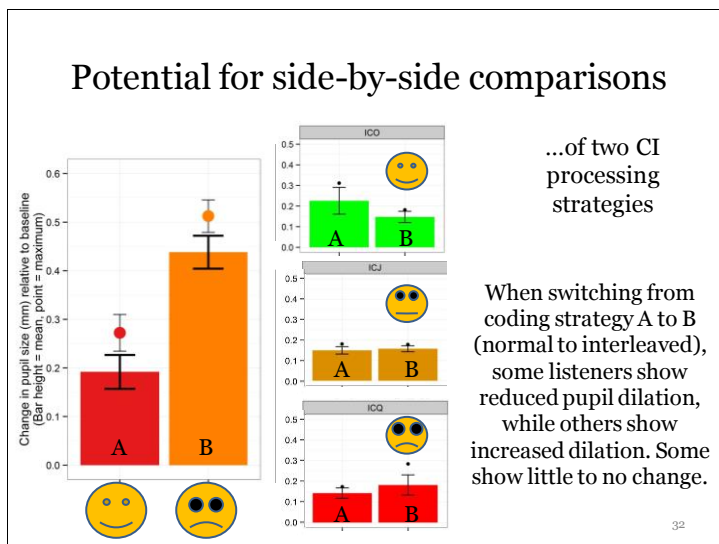 Potential for side-by-side comparisons
Change in pupil size (mm) relative to baseline
(Bar height = mean, point = maximum)
0.6
0.5
0.4
0.3
0.2
0.1
0.0
A
B
ICO
0.5
0.4
0.3
0.2
0.1
0.0
A
B
ICJ
0.5
0.4
0.3
0.2
0.1
0.0
A
B
ICQ
0.5
0.4
0.3
0.2
0.1
0.0
A
B
...of two CI
processing
strategies
When switching from
coding strategy A to B
(normal to interleaved),
some listeners show
reduced pupil dilation,
while others show
increased dilation. Some
show little to no change.
32